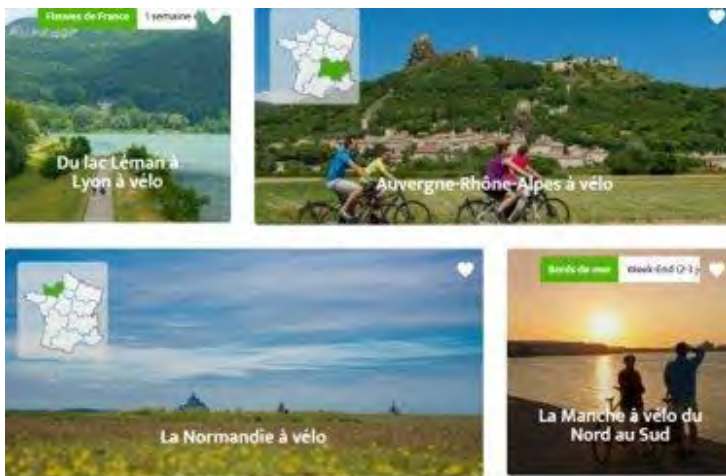 Fleuves de France 1 semaine
Du lac Léman à
Lyon à vélo
Auvergne-Rhône-Alpes à vélo
La Normandie à vélo
Bords de mer Week-End (2-3 j
La Manche à vélo du
Nord au Sud